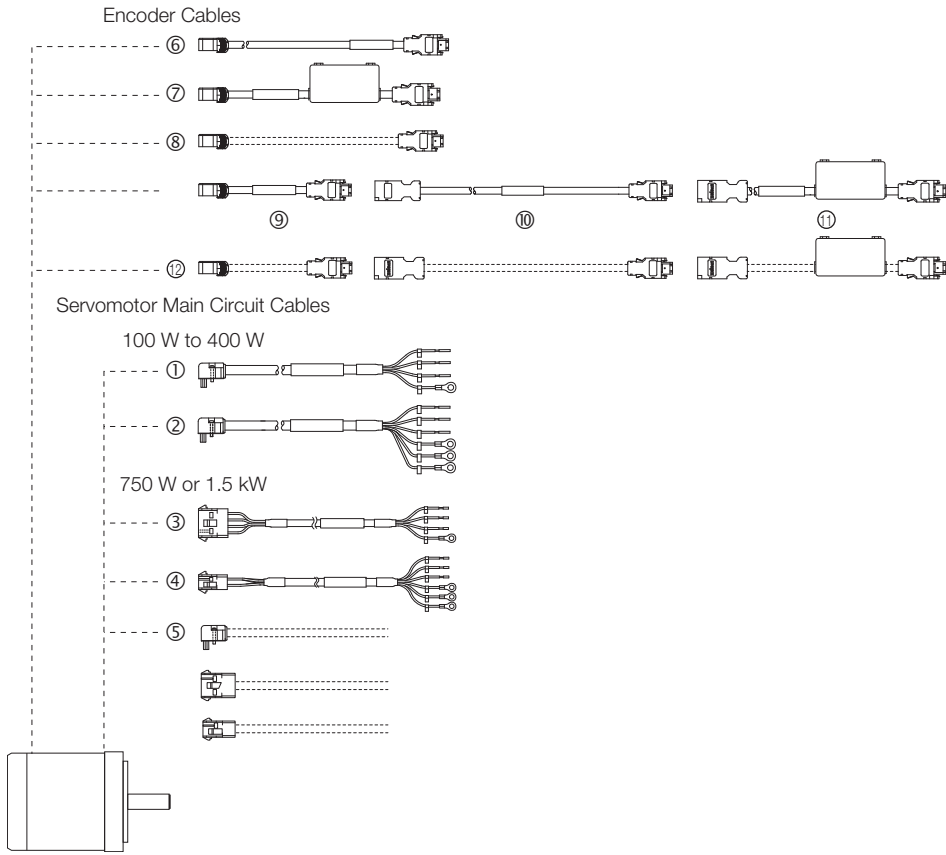 Encoder Cables
⑥
⑦
⑧
⑨ ⑩ ⑪
⑫
Servomotor Main Circuit Cables
100 W to 400 W
①
②
750 W or 1.5 kW
③
④
⑤